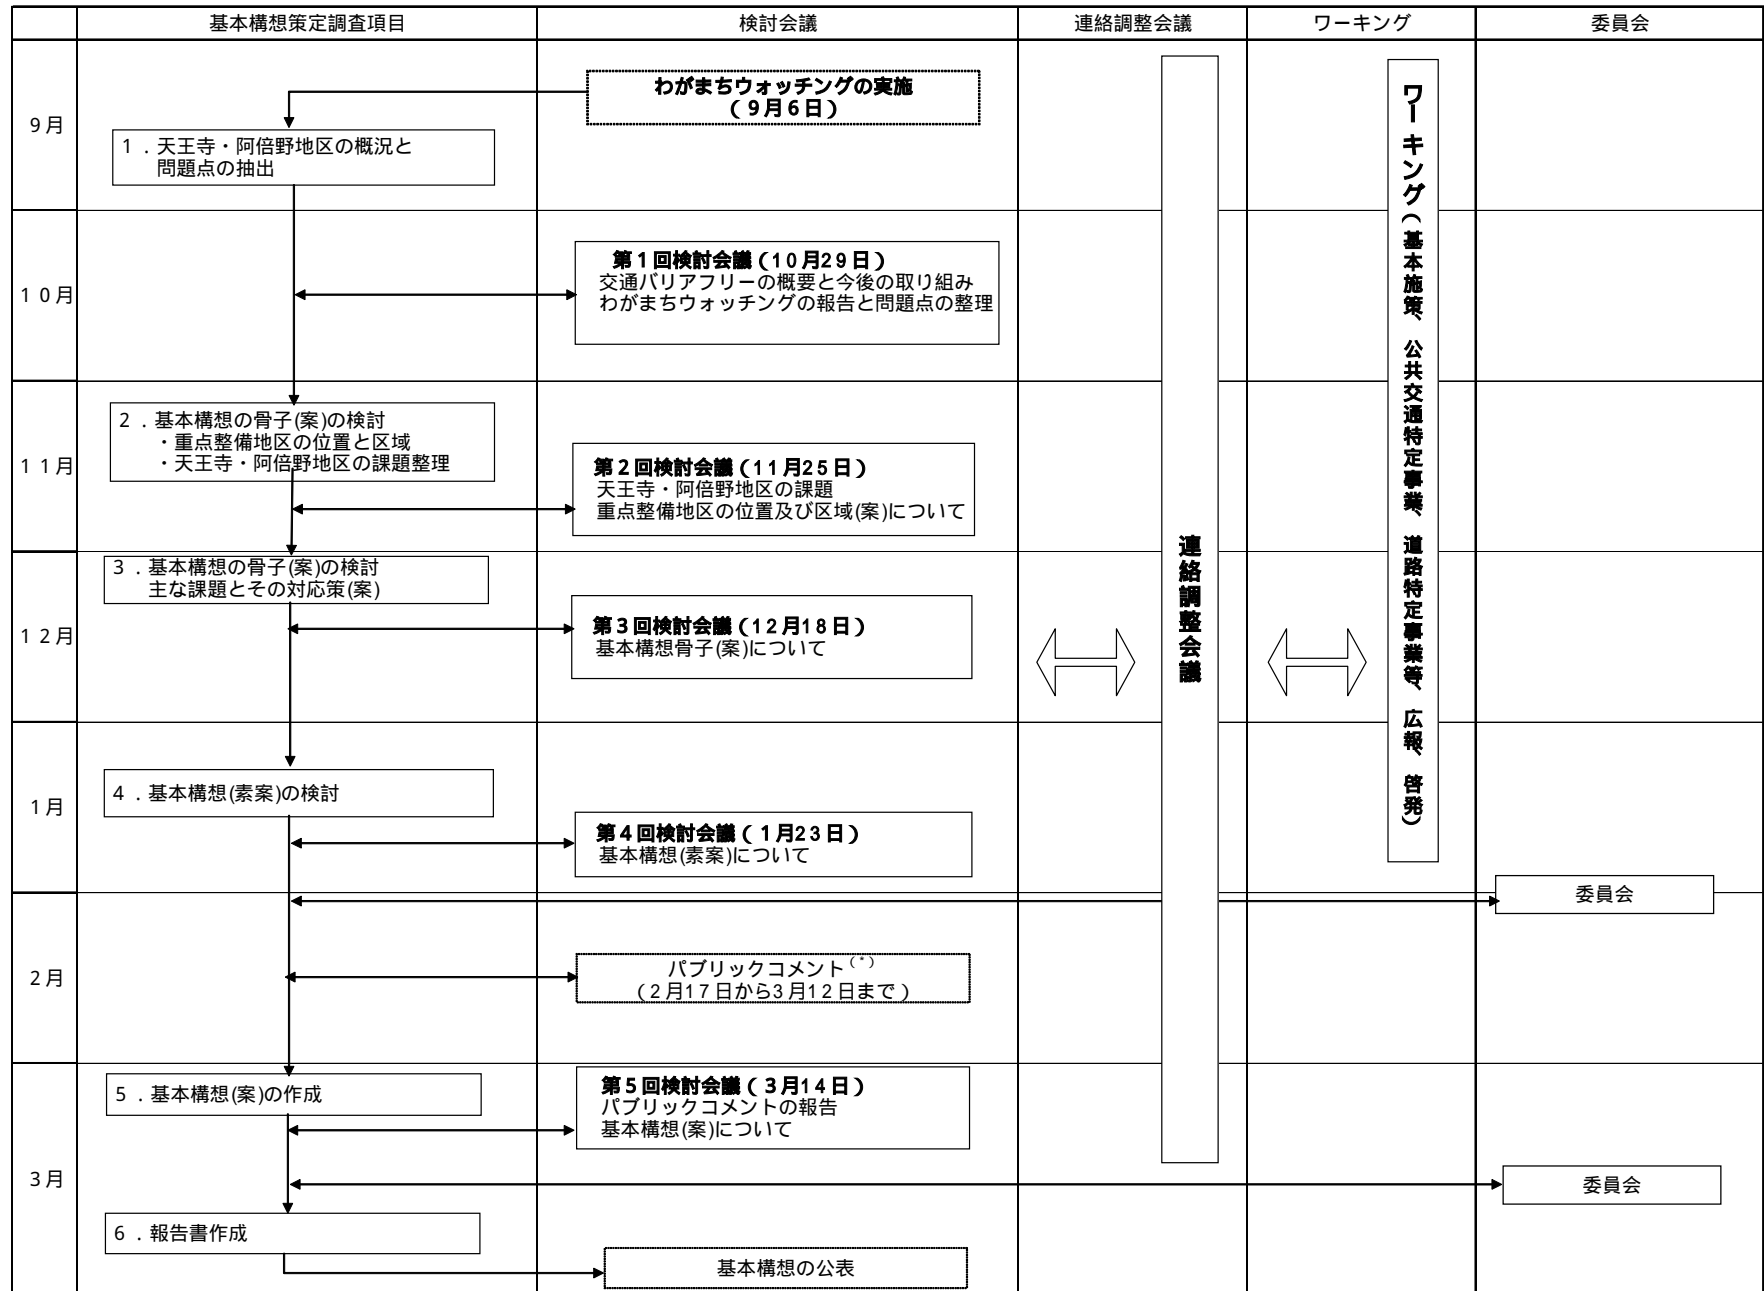 基本構想策定調査項目
検討会議
連絡調整会議
ワーキング
委員会
9月
わがまちウォッチングの実施
(9月6日)
1．天王寺・阿倍野地区の概況と
問題点の抽出
10月
第1回検討会議(10月29日)
交通バリアフリーの概要と今後の取り組み
わがまちウォッチングの報告と問題点の整理
11月
2．基本構想の骨子(案)の検討
・重点整備地区の位置と区域
・天王寺・阿倍野地区の課題整理
第2回検討会議(11月25日)
天王寺・阿倍野地区の課題
重点整備地区の位置及び区域(案)について
12月
3．基本構想の骨子(案)の検討
主な課題とその対応策(案)
第3回検討会議(12月18日)
基本構想骨子(案)について
連絡調整会議
ワーキング(基本施策、公共交通特定事業、道路特定事業等、広報、啓発)
1月
4．基本構想(素案)の検討
第4回検討会議(1月23日)
基本構想(素案)について
委員会
2月
パブリックコメント(*)
(2月17日から3月12日まで)
3月
5．基本構想(案)の作成
第5回検討会議(3月14日)
パブリックコメントの報告
基本構想(案)について
委員会
6．報告書作成
基本構想の公表